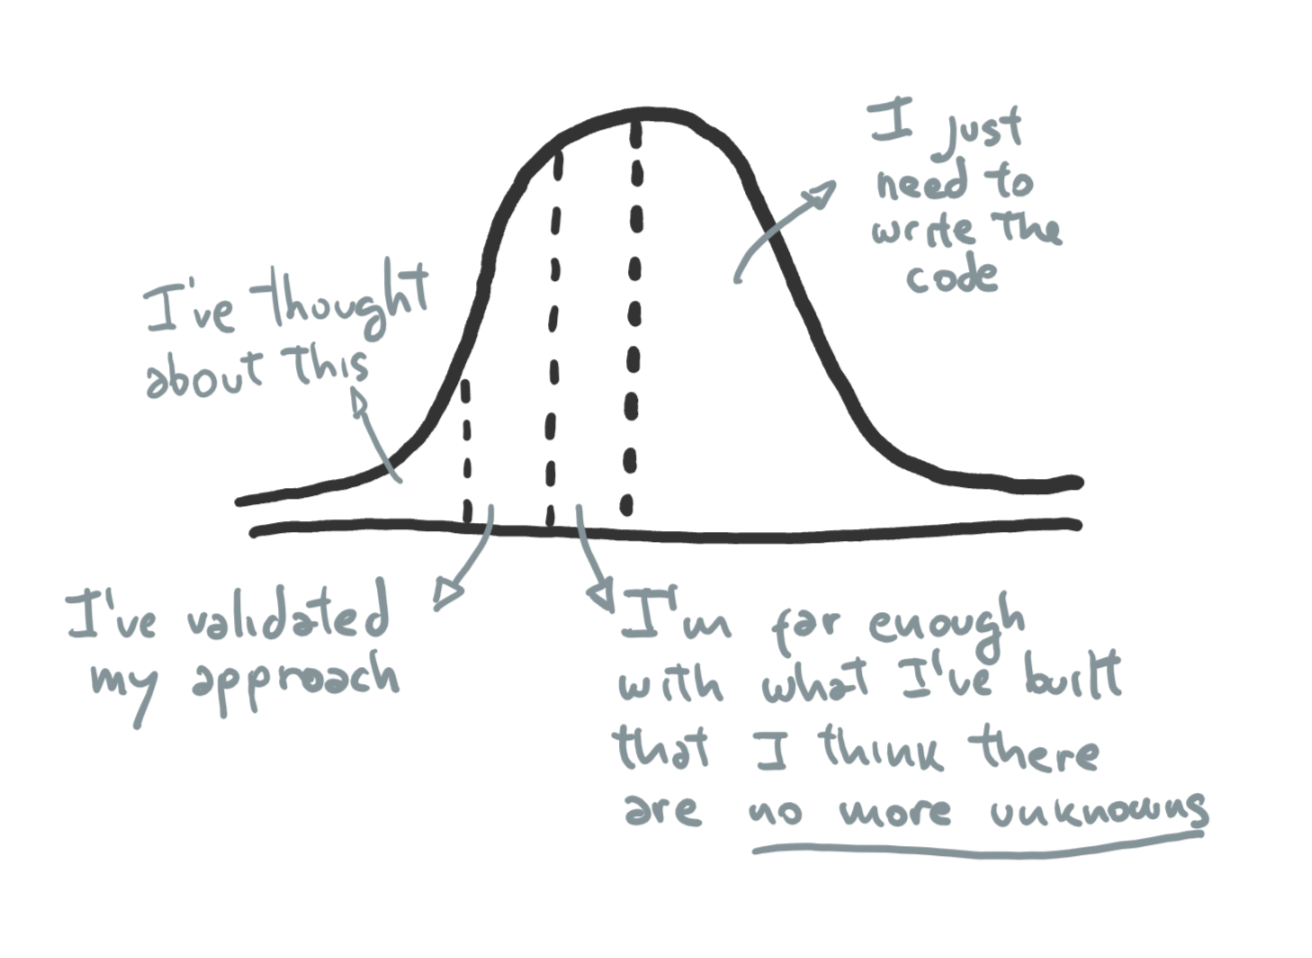 I just
need to
write the
code
I've thought
about this
I've validated
my approach
I'm far enough
with what I've built
that I think there
are no more unknowns